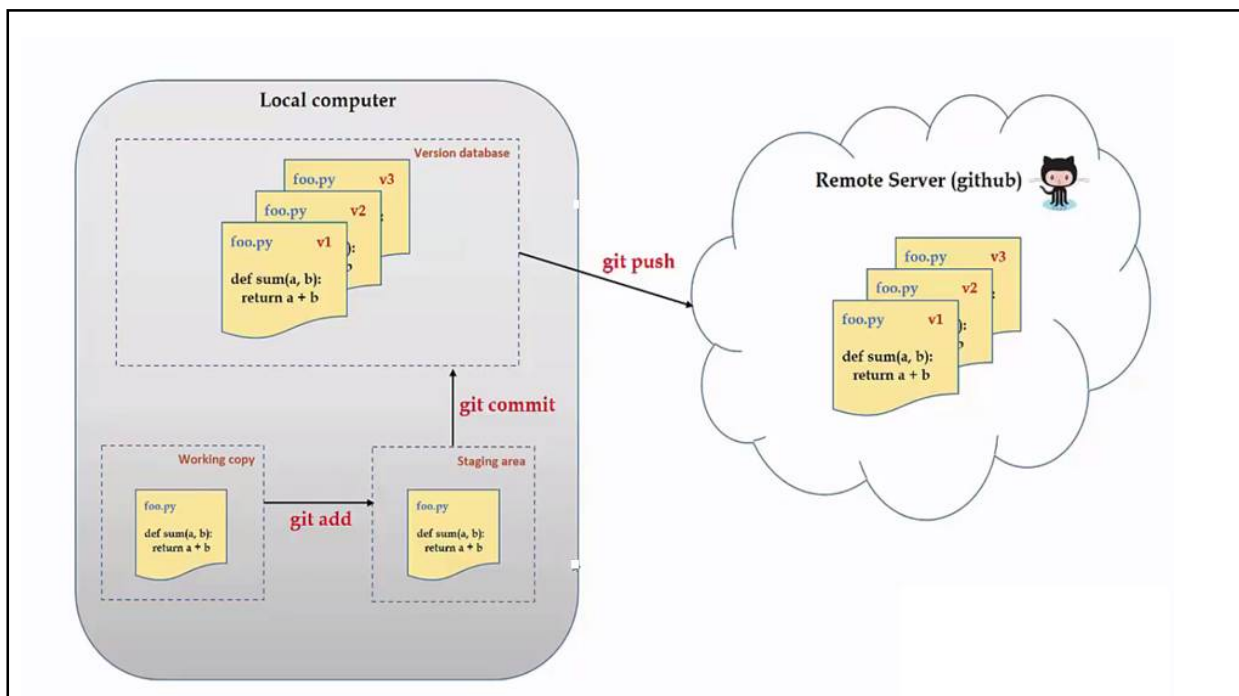 Local computer
Version database
foo.py v3
:
foo.py v2
):
b
foo.py v1
def sum(a, b):
return a + b
git push
Remote Server (github)
foo.py v3
:
foo.py v2
):
b
foo.py v1
def sum(a, b):
return a + b
git commit
Working copy
foo.py
def sum(a, b):
return a + b
git add
Staging area
foo.py
def sum(a, b):
return a + b